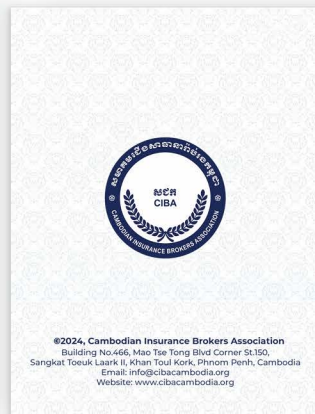 សជក
CIBA
CAMBODIAN INSURANCE BROKERS ASSOCIATION
©2024, Cambodian Insurance Brokers Association
Building No.466, Mao Tse Tong Blvd Corner St.150,
Sangkat Toeuk Laark II, Khan Toul Kork, Phnom Penh, Cambodia
Email: info@cibacambodia.org
Website: www.cibacambodia.org